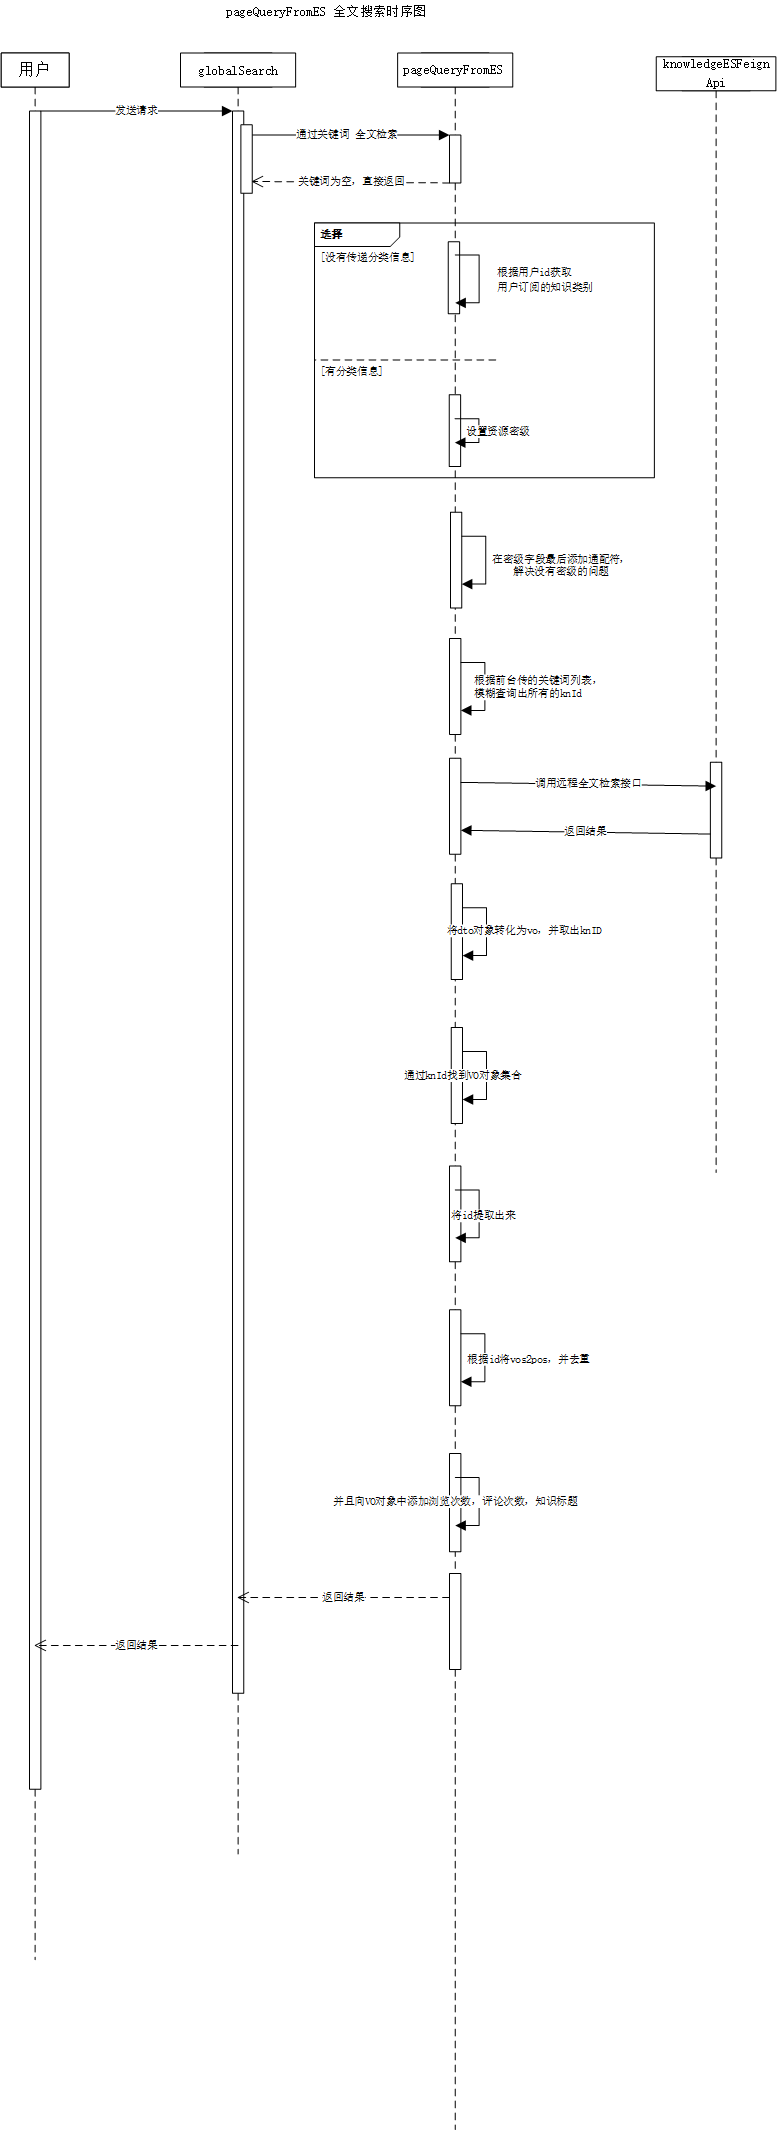 pageQueryFromES 全文搜索时序图
用户
globalSearch
pageQueryFromES
knowledgeESFeign
Api
发送请求
通过关键词 全文检索
关键词为空，直接返回
选择
[没有传递分类信息]
根据用户id获取
用户订阅的知识类别
[有分类信息]
设置资源密级
在密级字段最后添加通配符，
解决没有密级的问题
根据前台传的关键词列表，
模糊查询出所有的knId
调用远程全文检索接口
返回结果
将dto对象转化为vo，并取出knID
通过knId找到VO对象集合
将id提取出来
根据id将vos2pos，并去重
并且向VO对象中添加浏览次数，评论次数，知识标题
返回结果
返回结果